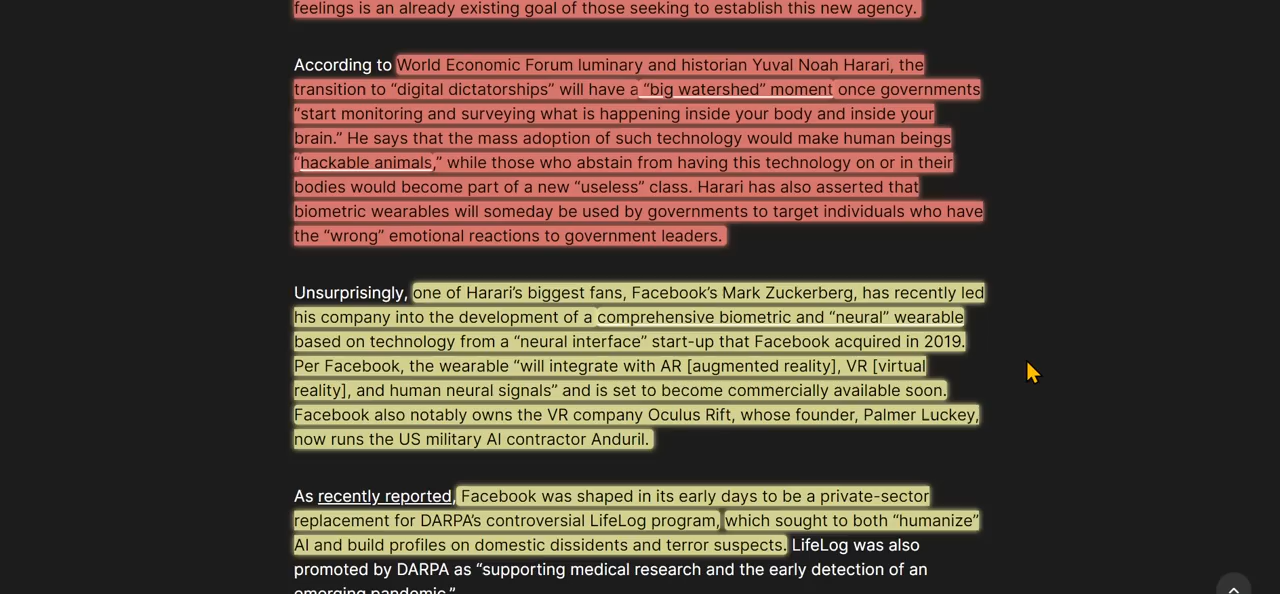 feelings is an already existing goal of those seeking to establish this new agency.
According to World Economic Forum luminary and historian Yuval Noah Harari, the
transition to “digital dictatorships” will have a “big watershed” moment once governments
“start monitoring and surveying what is happening inside your body and inside your
brain.” He says that the mass adoption of such technology would make human beings
“hackable animals,” while those who abstain from having this technology on or in their
bodies would become part of a new “useless” class. Harari has also asserted that
biometric wearables will someday be used by governments to target individuals who have
the “wrong” emotional reactions to government leaders.
Unsurprisingly, one of Harari’s biggest fans, Facebook’s Mark Zuckerberg, has recently led
his company into the development of a comprehensive biometric and “neural” wearable
based on technology from a “neural interface” start-up that Facebook acquired in 2019.
Per Facebook, the wearable “will integrate with AR [augmented reality], VR [virtual
reality], and human neural signals” and is set to become commercially available soon.
Facebook also notably owns the VR company Oculus Rift, whose founder, Palmer Luckey,
now runs the US military AI contractor Anduril.
As recently reported, Facebook was shaped in its early days to be a private-sector
replacement for DARPA’s controversial LifeLog program, which sought to both “humanize”
AI and build profiles on domestic dissidents and terror suspects. LifeLog was also
promoted by DARPA as “supporting medical research and the early detection of an
emerging pandemic.”